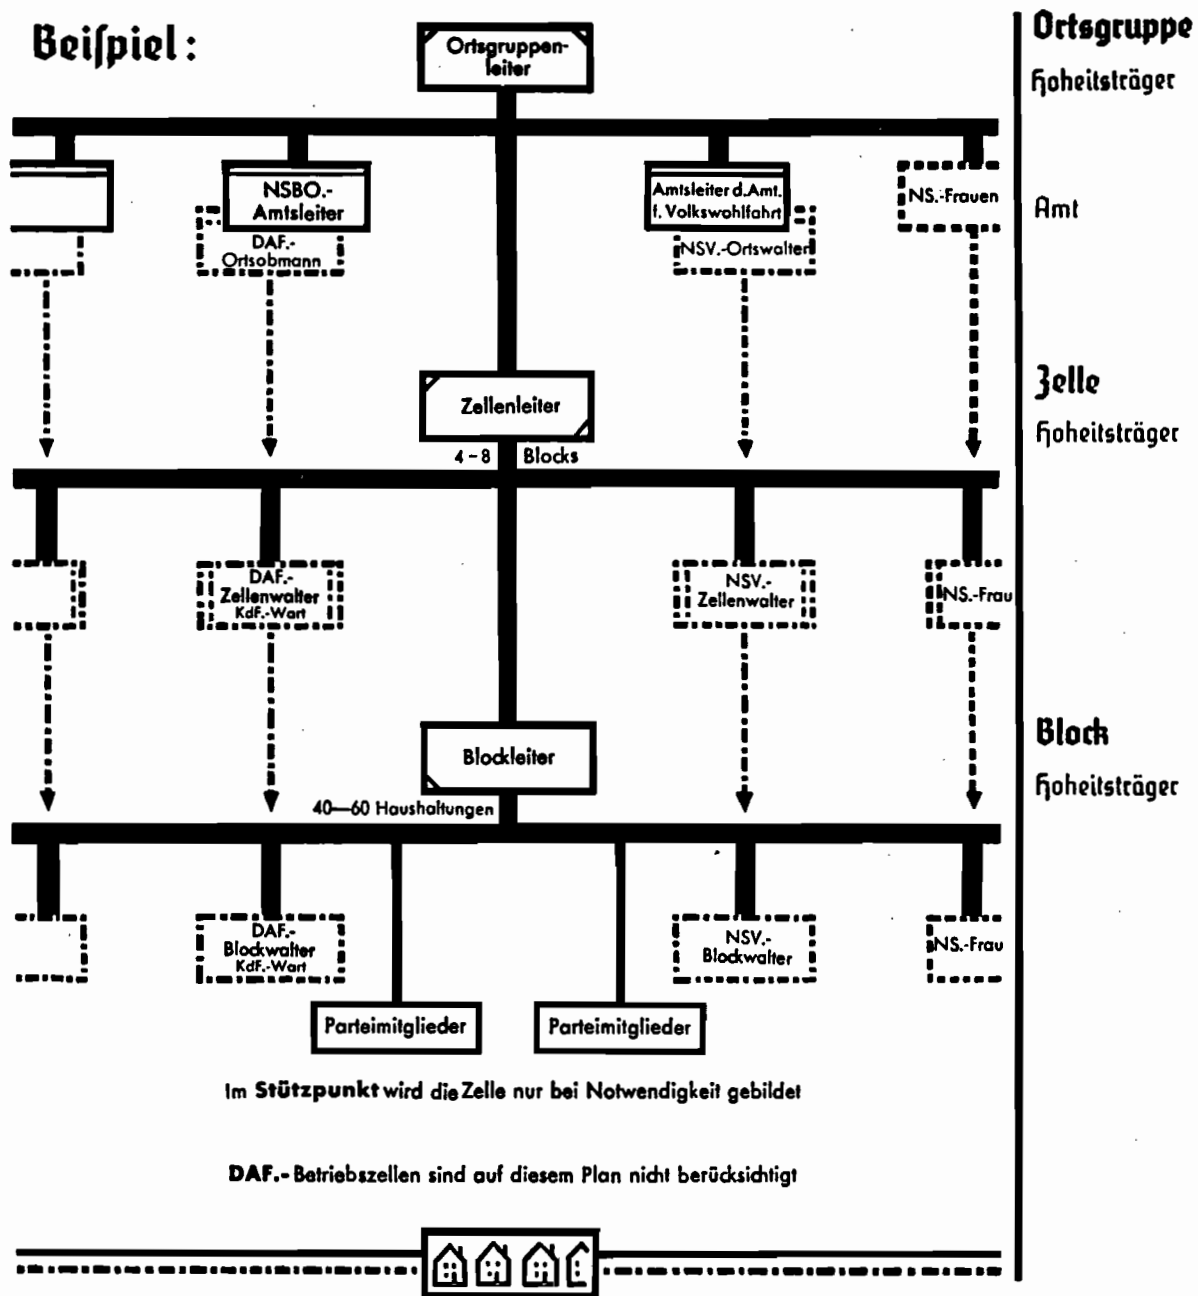 Beiſpiel:
Ortsgruppen-
leiter
Ortsgruppe
Hoheitsträger
NSBO.-
Amtsleiter
DAF.-
Ortsobmann
Amtsleiter d. Amt.
f. Volkswohlfahrt
NSV.-Ortswalter
NS.-Frauen
Amt
Zellenleiter
4-8 Blocks
Zelle
Hoheitsträger
DAF.-
Zellenwalter
KdF.-Wart
NSV.-
Zellenwalter
NS.-Frau
Blockleiter
40—60 Haushaltungen
Block
Hoheitsträger
DAF.-
Blockwalter
KdF.-Wart
NSV.-
Blockwalter
NS.-Frau
Parteimitglieder
Parteimitglieder
Im Stützpunkt wird die Zelle nur bei Notwendigkeit gebildet
DAF.-Betriebszellen sind auf diesem Plan nicht berücksichtigt